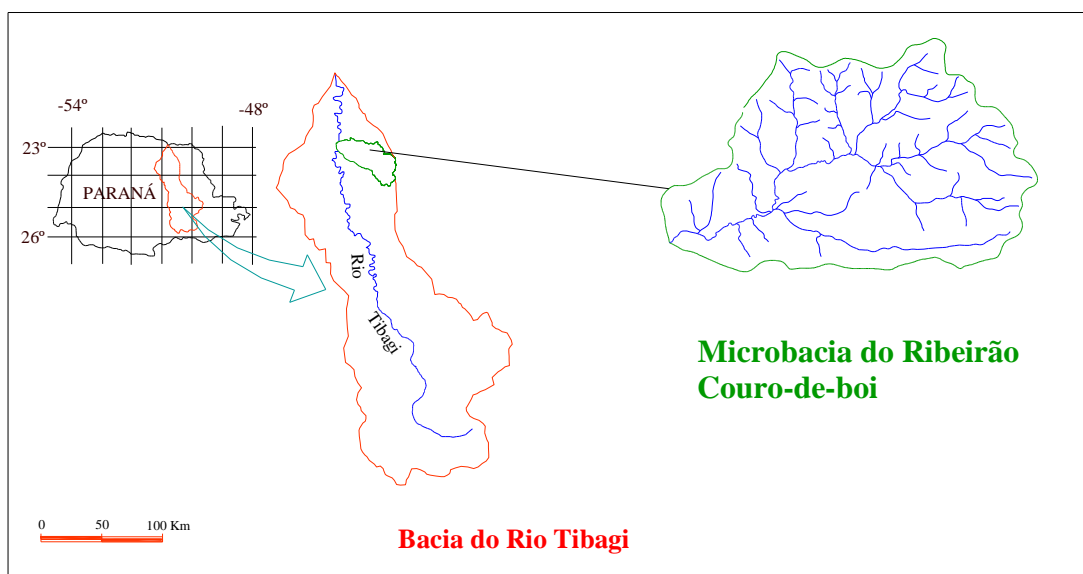 -54º
-48º
23º
PARANÁ
26º
Rio
Tibagi
Microbacia do Ribeirão
Couro-de-boi
0
50
100 Km
Bacia do Rio Tibagi